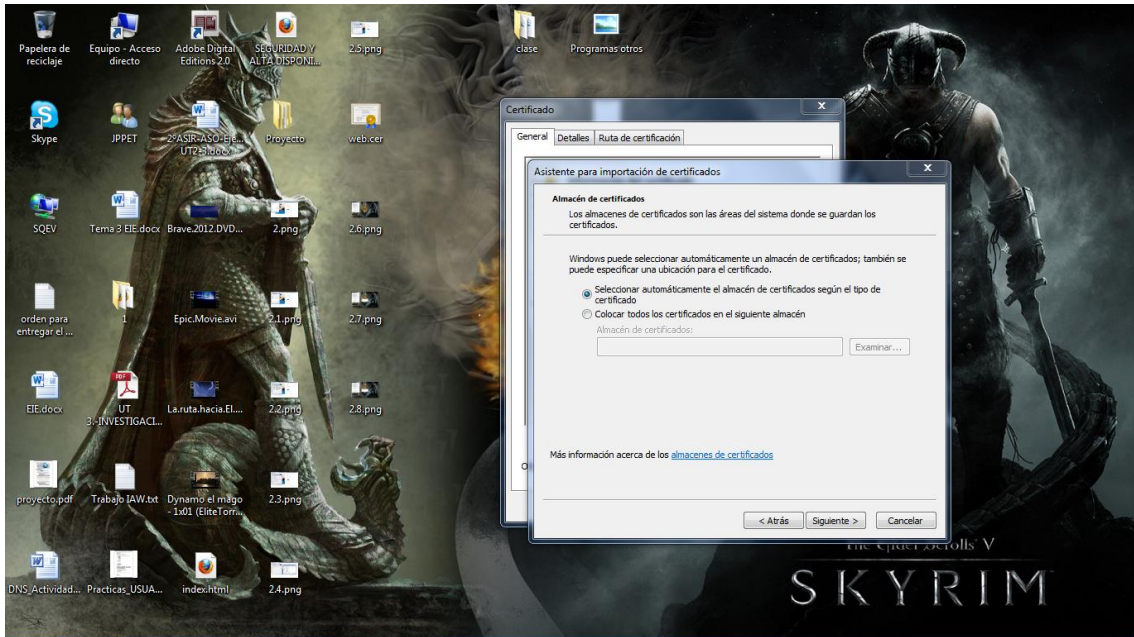 Papelera de
reciclaje
Equipo - Acceso
directo
Adobe Digital
Editions 2.0
SEGURIDAD Y
ALTA DISPONI...
2.5.png
clase
Programas otros
Skype
JPPET
2ºASIR-ASO-Eje...
UT2-3.docx
Proyecto
web.cer
SQEV
Tema 3 EIE.docx
Brave.2012.DVD...
2.png
2.6.png
orden para
entregar el ...
1
Epic.Movie.avi
2.1.png
2.7.png
EIE.docx
UT
3.-INVESTIGACI...
La.ruta.hacia.El....
2.2.png
2.8.png
proyecto.pdf
Trabajo IAW.txt
Dynamo el mago
- 1x01 (EliteTorr...
2.3.png
DNS_Actividad...
Practicas_USUA...
index.html
2.4.png
Certificado
General
Detalles
Ruta de certificación
Asistente para importación de certificados
Almacén de certificados
Los almacenes de certificados son las áreas del sistema donde se guardan los
certificados.
Windows puede seleccionar automáticamente un almacén de certificados; también se
puede especificar una ubicación para el certificado.
Seleccionar automáticamente el almacén de certificados según el tipo de
certificado
Colocar todos los certificados en el siguiente almacén
Almacén de certificados:
Examinar...
Más información acerca de los almacenes de certificados
< Atrás
Siguiente >
Cancelar
The Elder Scrolls V
SKYRIM